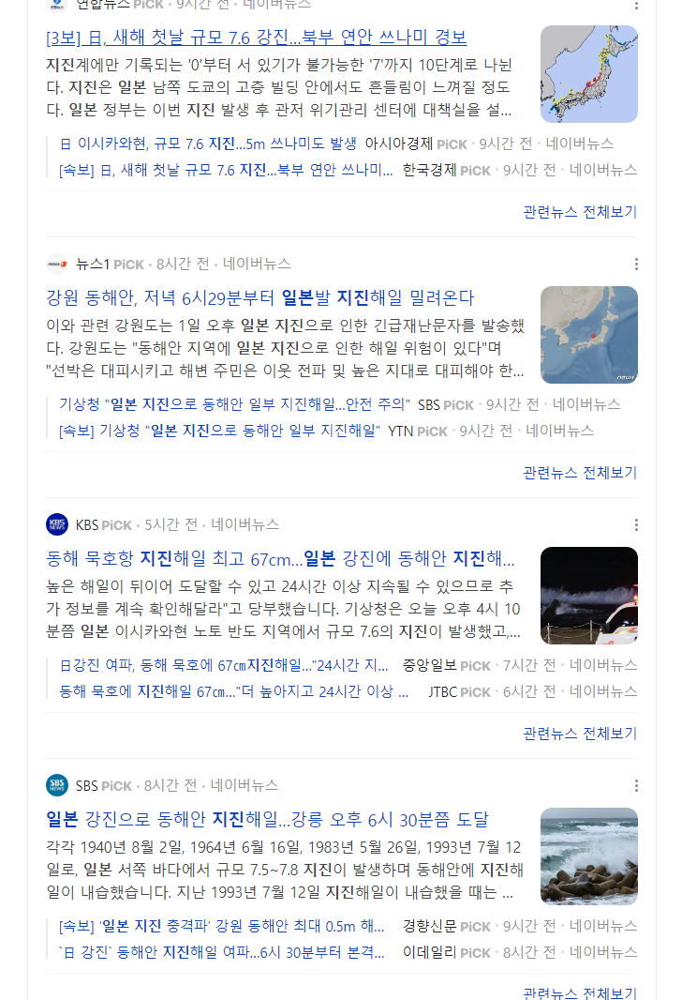 연합뉴스 PiCK · 9시간 전 · 네이버뉴스
[3보] 日, 새해 첫날 규모 7.6 강진...북부 연안 쓰나미 경보
지진계에만 기록되는 '0'부터 서 있기가 불가능한 '7'까지 10단계로 나뉜
다. 지진은 일본 남쪽 도쿄의 고층 빌딩 안에서도 흔들림이 느껴질 정도
다. 일본 정부는 이번 지진 발생 후 관저 위기관리 센터에 대책실을 설...
日 이시카와현, 규모 7.6 지진...5m 쓰나미도 발생 아시아경제 PiCK · 9시간 전 · 네이버뉴스
[속보] 日, 새해 첫날 규모 7.6 지진...북부 연안 쓰나미... 한국경제 PiCK · 9시간 전 · 네이버뉴스
관련뉴스 전체보기
뉴스1 PiCK · 8시간 전 · 네이버뉴스
강원 동해안, 저녁 6시29분부터 일본발 지진해일 밀려온다
이와 관련 강원도는 1일 오후 일본 지진으로 인한 긴급재난문자를 발송했
다. 강원도는 "동해안 지역에 일본 지진으로 인한 해일 위험이 있다"며
"선박은 대피시키고 해변 주민은 이웃 전파 및 높은 지대로 대피해야 한...
news1
기상청 "일본 지진으로 동해안 일부 지진해일...안전 주의" SBS PiCK · 9시간 전 · 네이버뉴스
[속보] 기상청 "일본 지진으로 동해안 일부 지진해일" YTN PiCK · 9시간 전 · 네이버뉴스
관련뉴스 전체보기
KBS NEWS KBS PiCK · 5시간 전 · 네이버뉴스
동해 묵호항 지진해일 최고 67cm...일본 강진에 동해안 지진해...
높은 해일이 뒤이어 도달할 수 있고 24시간 이상 지속될 수 있으므로 추
가 정보를 계속 확인해달라"고 당부했습니다. 기상청은 오늘 오후 4시 10
분쯤 일본 이시카와현 노토 반도 지역에서 규모 7.6의 지진이 발생했고,...
日강진 여파, 동해 묵호에 67㎝지진해일..."24시간 지... 중앙일보 PiCK · 7시간 전 · 네이버뉴스
동해 묵호에 지진해일 67㎝..."더 높아지고 24시간 이상 ... JTBC PiCK · 6시간 전 · 네이버뉴스
관련뉴스 전체보기
SBS NEWS SBS PiCK · 8시간 전 · 네이버뉴스
일본 강진으로 동해안 지진해일...강릉 오후 6시 30분쯤 도달
각각 1940년 8월 2일, 1964년 6월 16일, 1983년 5월 26일, 1993년 7월 12
일로, 일본 서쪽 바다에서 규모 7.5~7.8 지진이 발생하며 동해안에 지진해
일이 내습했습니다. 지난 1993년 7월 12일 지진해일이 내습했을 때는 ...
[속보] '일본 지진 충격파' 강원 동해안 최대 0.5m 해... 경향신문 PiCK · 9시간 전 · 네이버뉴스
`日 강진` 동해안 지진해일 여파...6시 30분부터 본격... 이데일리 PiCK · 8시간 전 · 네이버뉴스
관련뉴스 전체보기